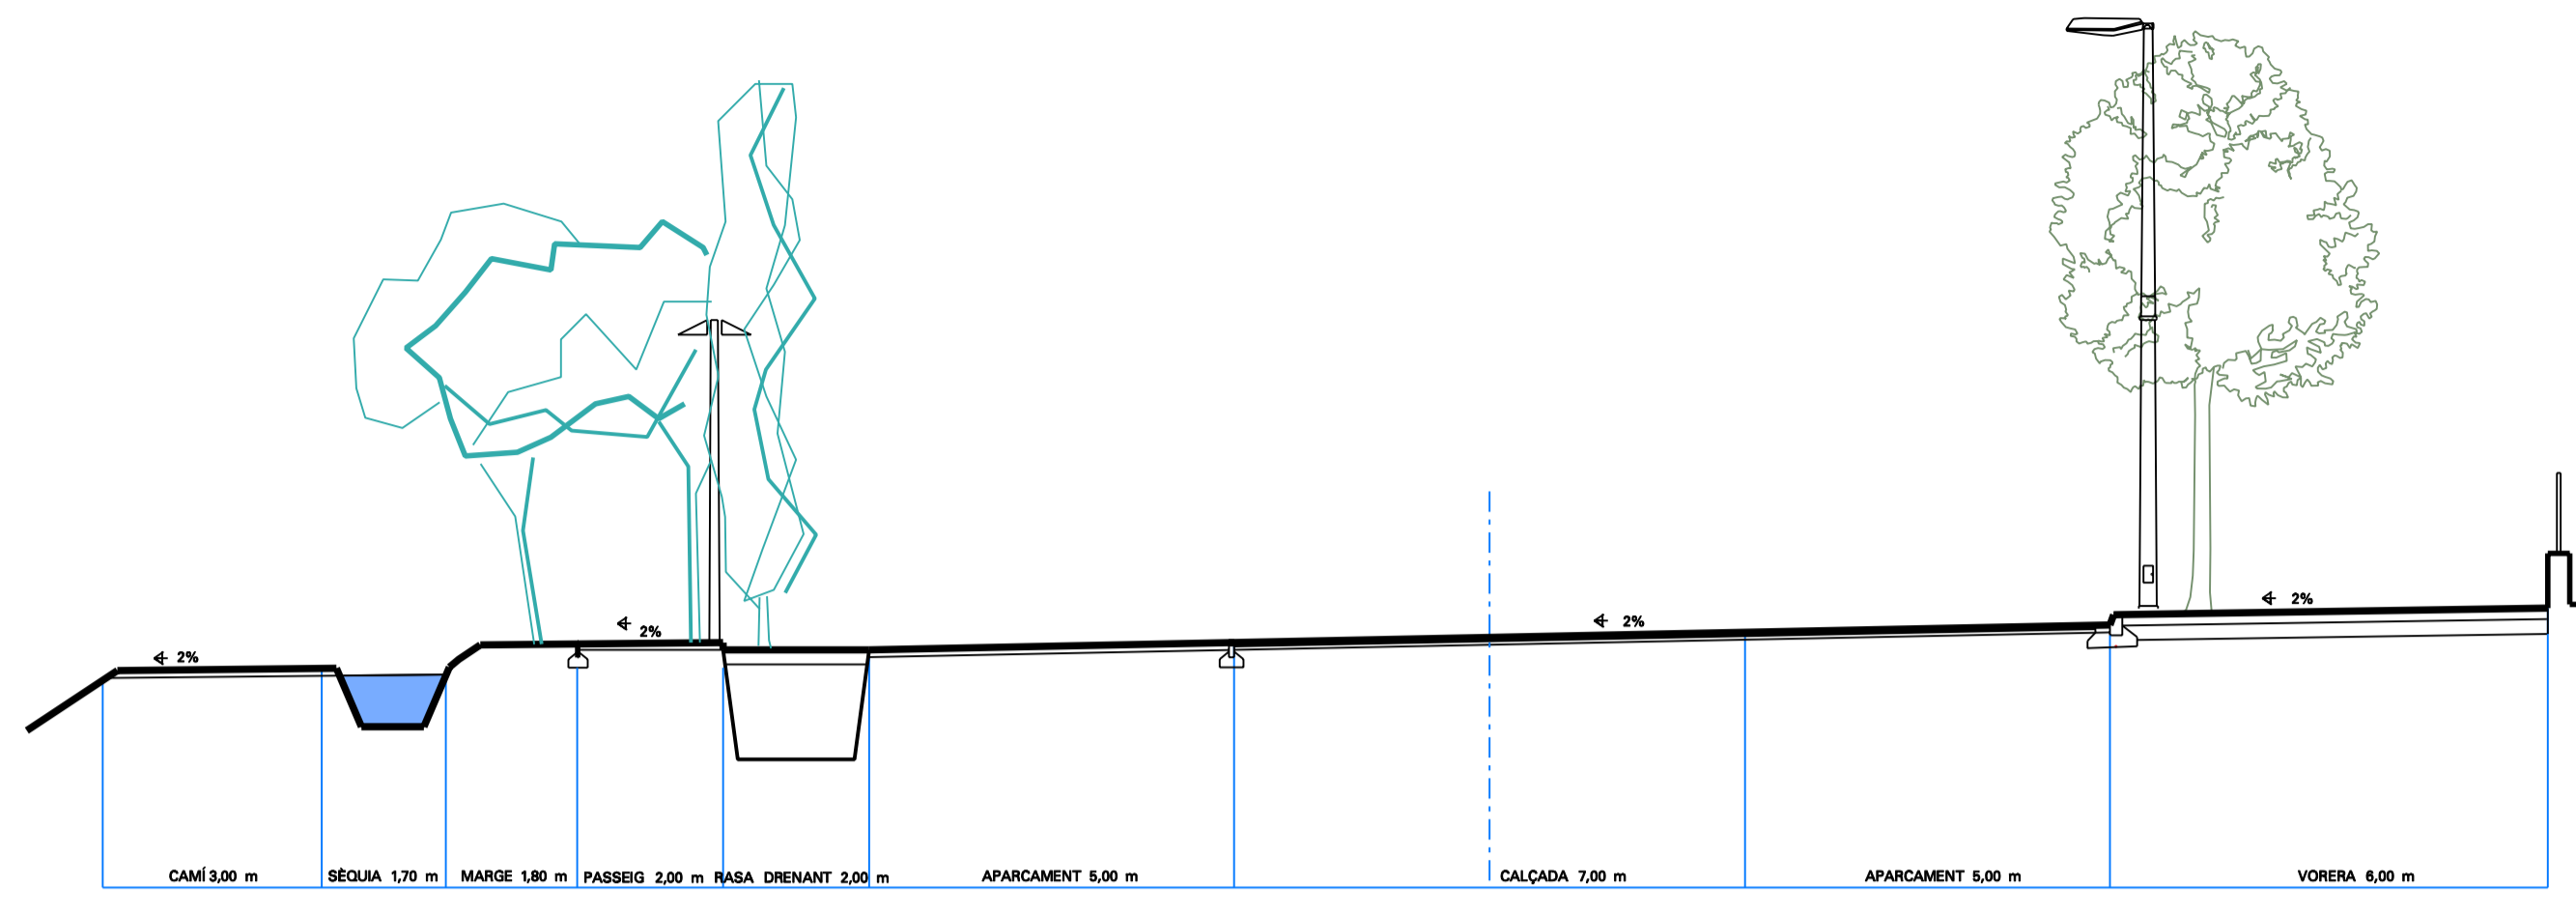 2%
2%
2%
2%
CAMÍ 3,00 m
SÈQUIA 1,70 m
MARGE 1,80 m
PASSEIG 2,00 m
RASA DRENANT 2,00 m
APARCAMENT 5,00 m
CALÇADA 7,00 m
APARCAMENT 5,00 m
VORERA 6,00 m